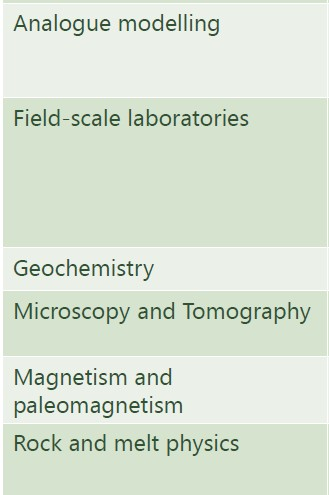 Analogue modelling
Field-scale laboratories
Geochemistry
Microscopy and Tomography
Magnetism and
paleomagnetism
Rock and melt physics